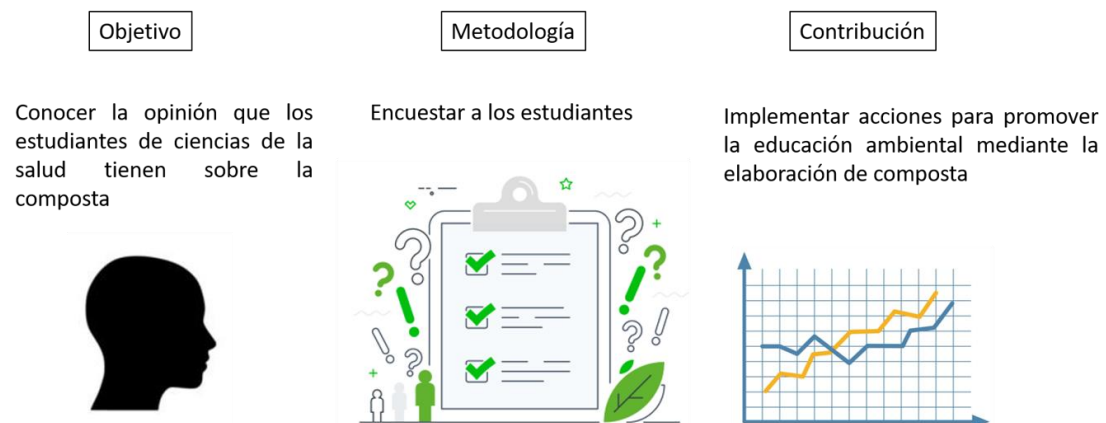 Objetivo
Metodología
Contribución
Conocer la opinión que los
estudiantes de ciencias de la
salud tienen sobre la
composta
Encuestar a los estudiantes
Implementar acciones para promover
la educación ambiental mediante la
elaboración de composta